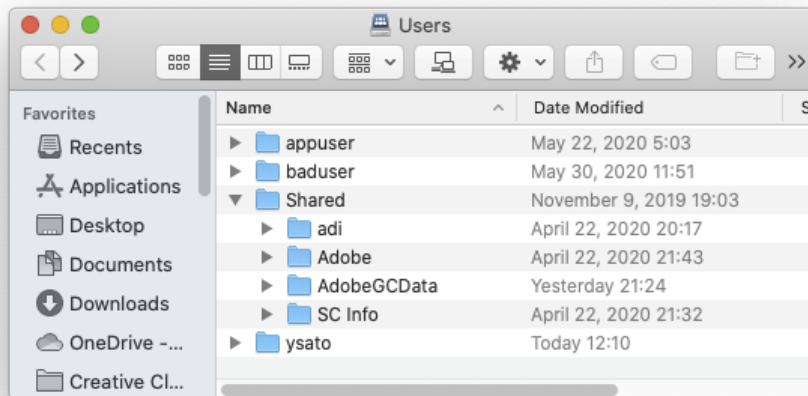 Users
Favorites
Recents
Applications
Desktop
Documents
Downloads
OneDrive -...
Creative Cl...
Name Date Modified S
appuser May 22, 2020 5:03
baduser May 30, 2020 11:51
Shared November 9, 2019 19:03
adi April 22, 2020 20:17
Adobe April 22, 2020 21:43
AdobeGCData Yesterday 21:24
SC Info April 22, 2020 21:32
ysato Today 12:10